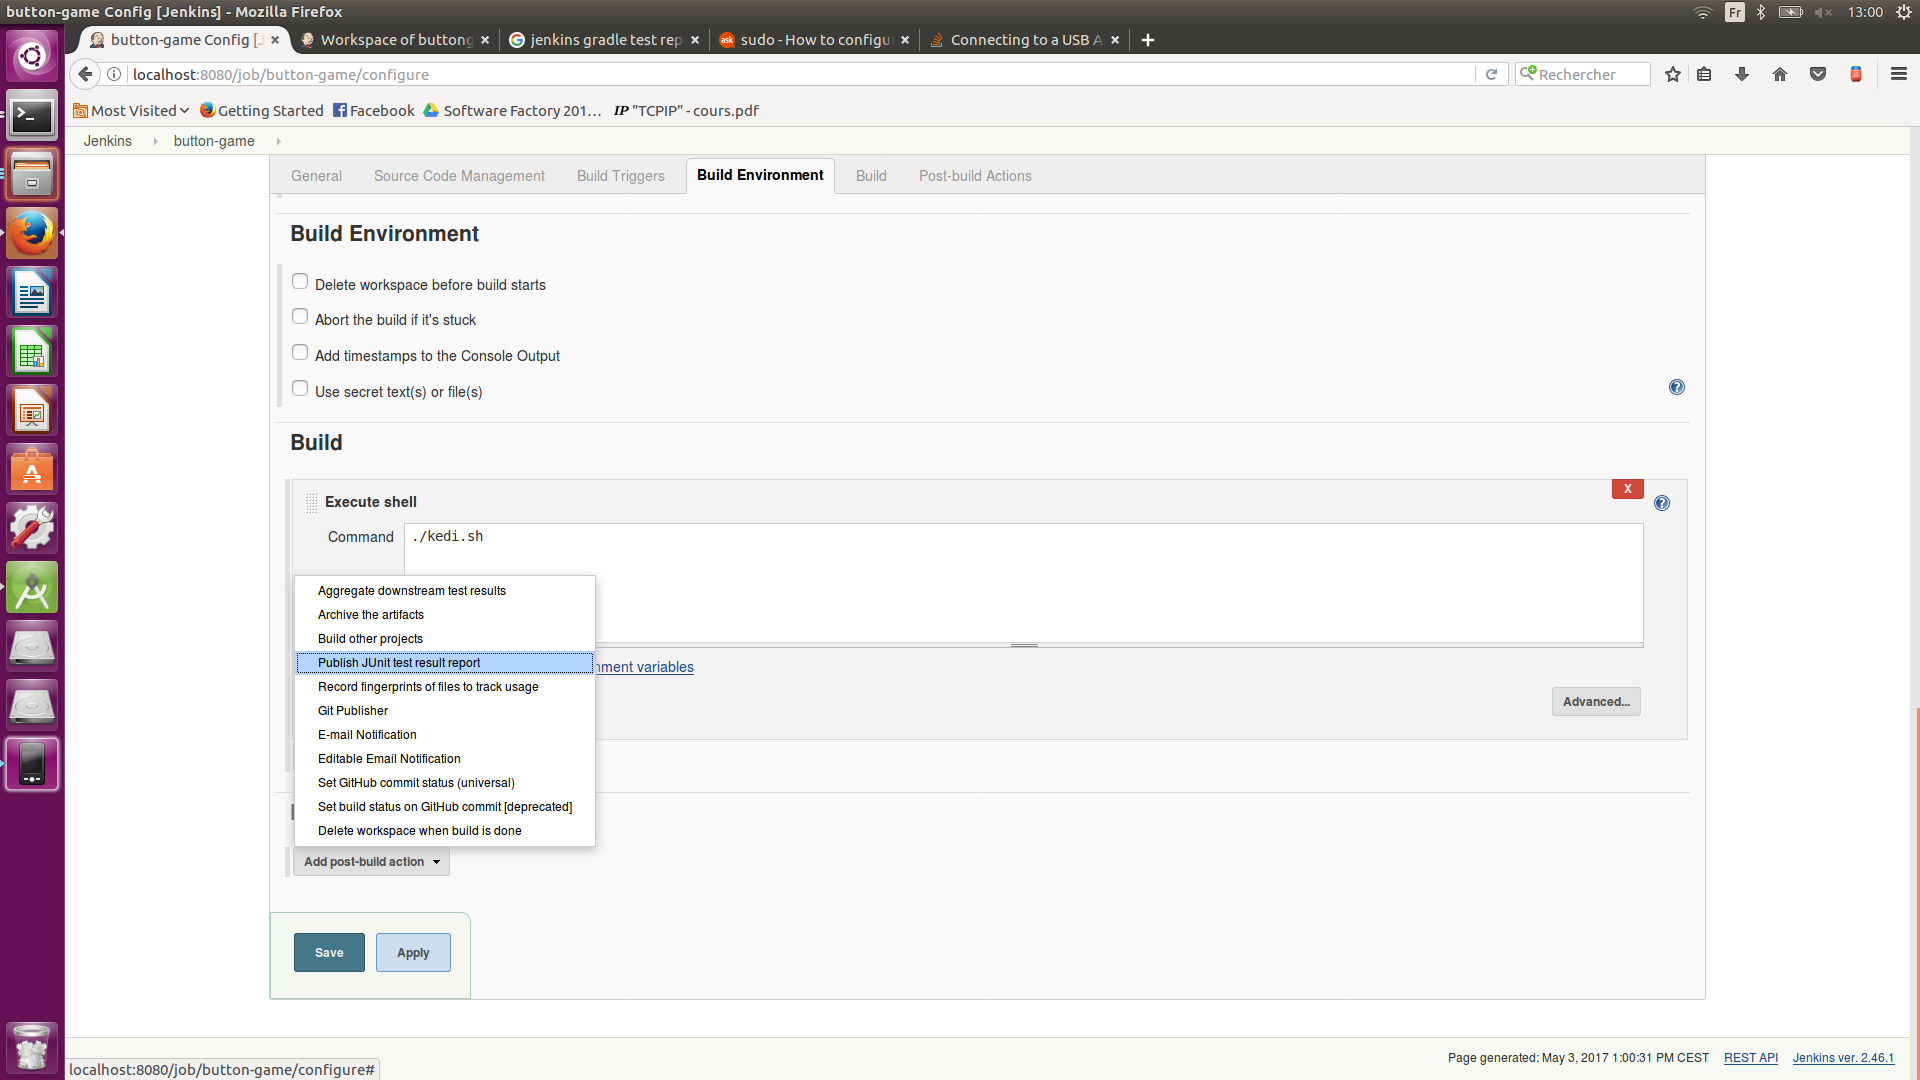 button-game Config [Jenkins] - Mozilla Firefox
Fr
13:00
button-game Config [J
Workspace of buttong
jenkins gradle test rep
ask
sudo - How to configur
Connecting to a USB A
localhost:8080/job/button-game/configure
Rechercher
Most Visited
Getting Started
Facebook
Software Factory 201...
IP "TCPIP" - cours.pdf
Jenkins
button-game
General
Source Code Management
Build Triggers
Build Environment
Build
Post-build Actions
Build Environment
Delete workspace before build starts
Abort the build if it's stuck
Add timestamps to the Console Output
Use secret text(s) or file(s)
Build
Execute shell
X
Command
./kedi.sh
Aggregate downstream test results
Archive the artifacts
Build other projects
Publish JUnit test result report
nment variables
Record fingerprints of files to track usage
Advanced...
Git Publisher
E-mail Notification
Editable Email Notification
Set GitHub commit status (universal)
Set build status on GitHub commit [deprecated]
Delete workspace when build is done
Add post-build action
Save
Apply
Page generated: May 3, 2017 1:00:31 PM CEST
REST API
Jenkins ver. 2.46.1
localhost:8080/job/button-game/configure#